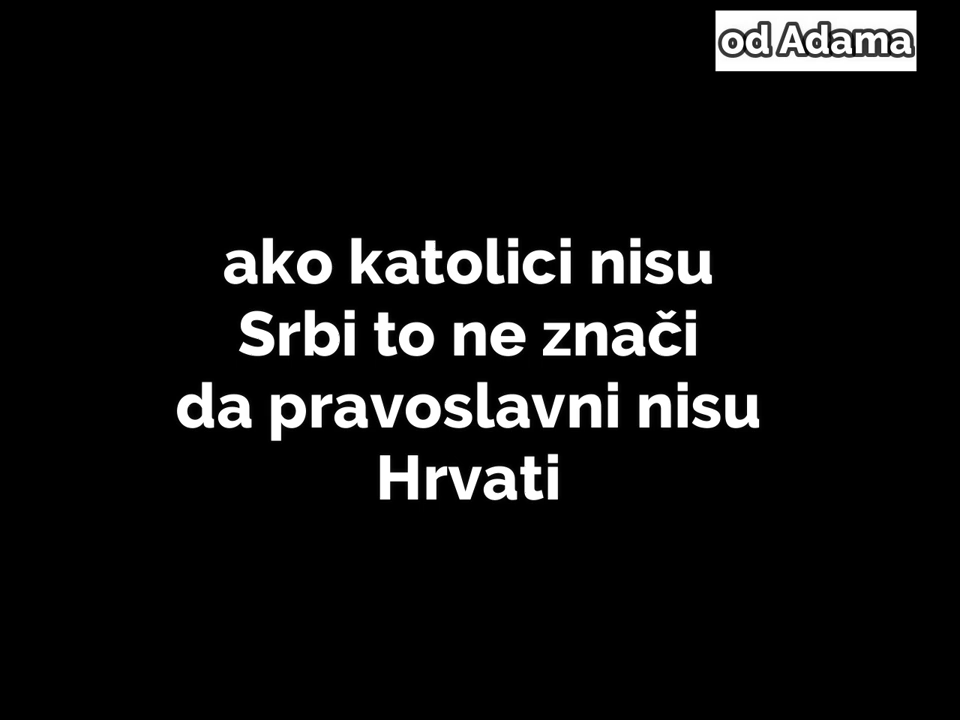 od Adama
ako katolici nisu
Srbi to ne znači
da pravoslavni nisu
Hrvati